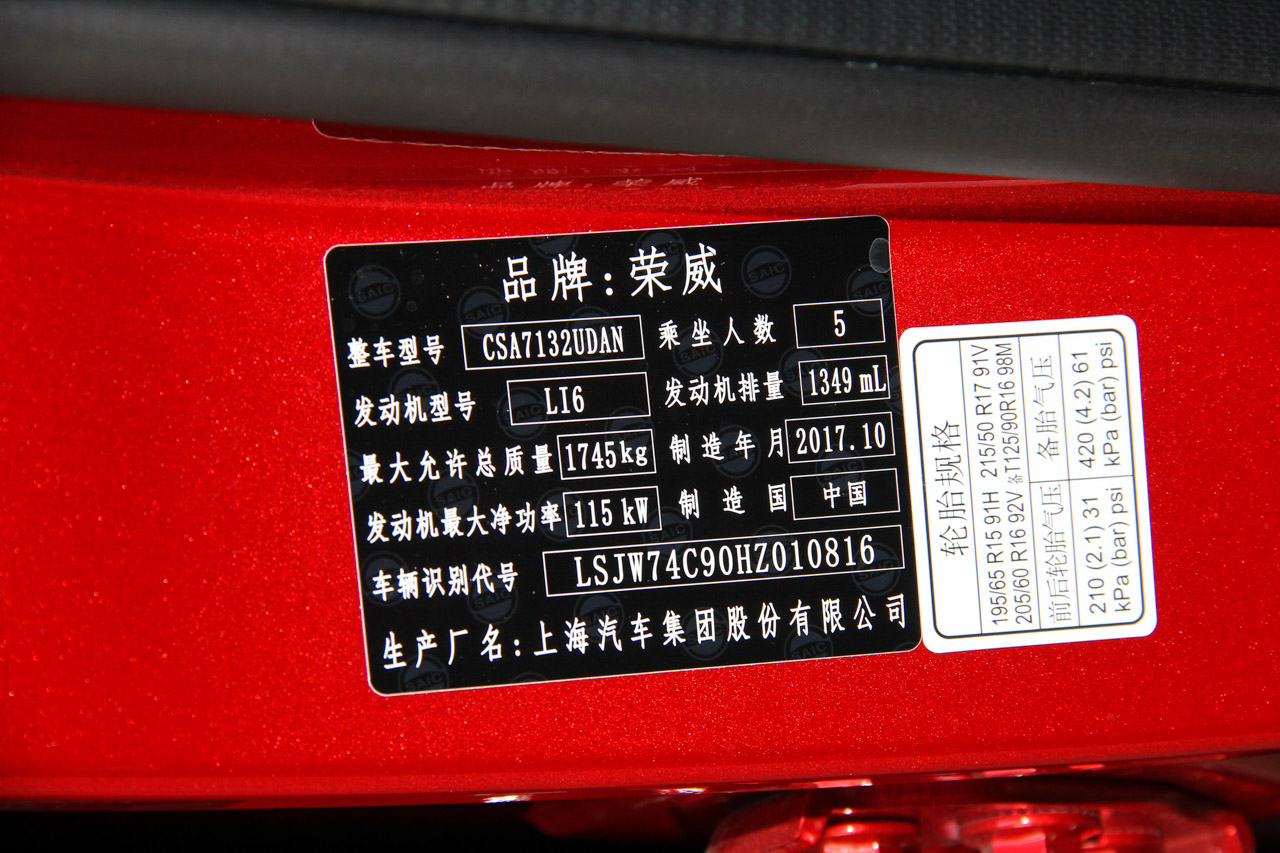 品牌：荣威
整车型号 CSA7132UDAN 乘坐人数 5
发动机型号 LI6 发动机排量 1349 mL
最大允许总质量 1745kg 制造年月 2017.10
发动机最大净功率 115 kW 制造国 中国
车辆识别代号 LSJW74C90HZ010816
生产厂名：上海汽车集团股份有限公司
轮胎规格
195/65 R15 91H 215/50 R17 91V
205/60 R16 92V 备T125/90R16 98M
前后轮胎气压 备胎气压
210 (2.1) 31 420 (4.2) 61
kPa (bar) psi kPa (bar) psi